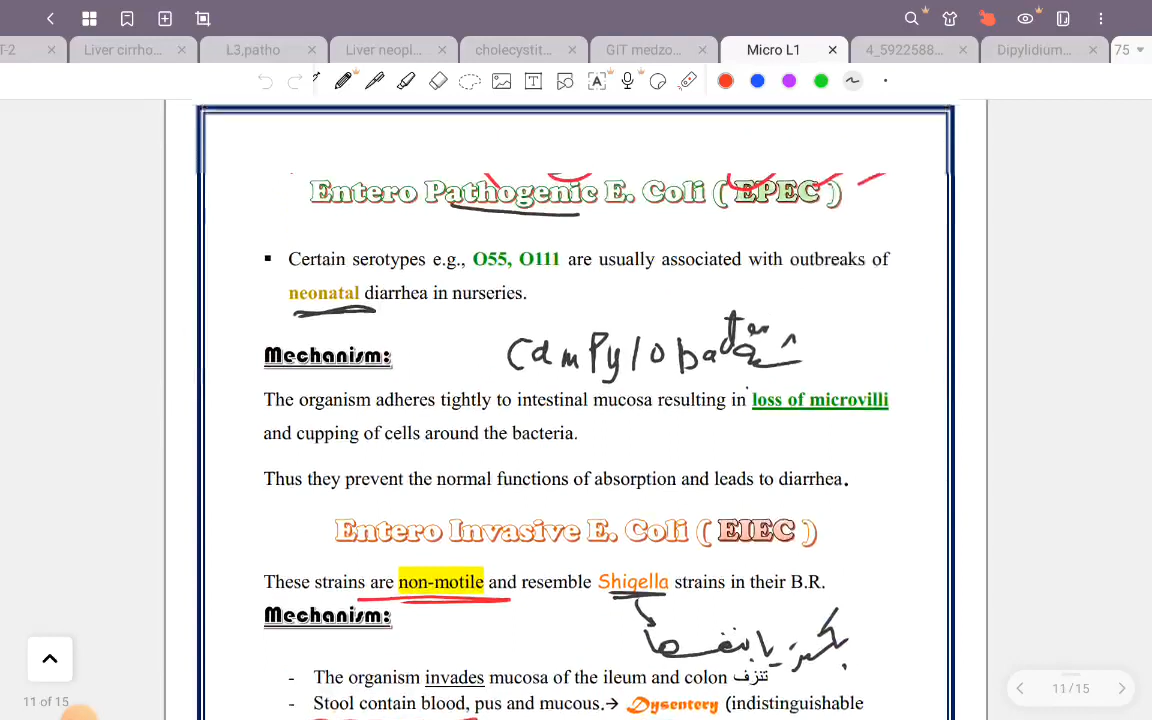 T-2
Liver cirrho...
L3,patho
Liver neopl...
cholecystit...
GIT medzo...
Micro L1
4_5922588...
Dipylidium...
75
Entero Pathogenic E. Coli ( EPEC )
Certain serotypes e.g., O55, O111 are usually associated with outbreaks of
neonatal diarrhea in nurseries.
Campylobacter
Mechanism:
The organism adheres tightly to intestinal mucosa resulting in loss of microvilli
and cupping of cells around the bacteria.
Thus they prevent the normal functions of absorption and leads to diarrhea.
Entero Invasive E. Coli ( EIEC )
These strains are non-motile and resemble Shigella strains in their B.R.
Mechanism:
- The organism invades mucosa of the ileum and colon تنزف
- Stool contain blood, pus and mucous.→ Dysentery (indistinguishable
11 of 15
11/15